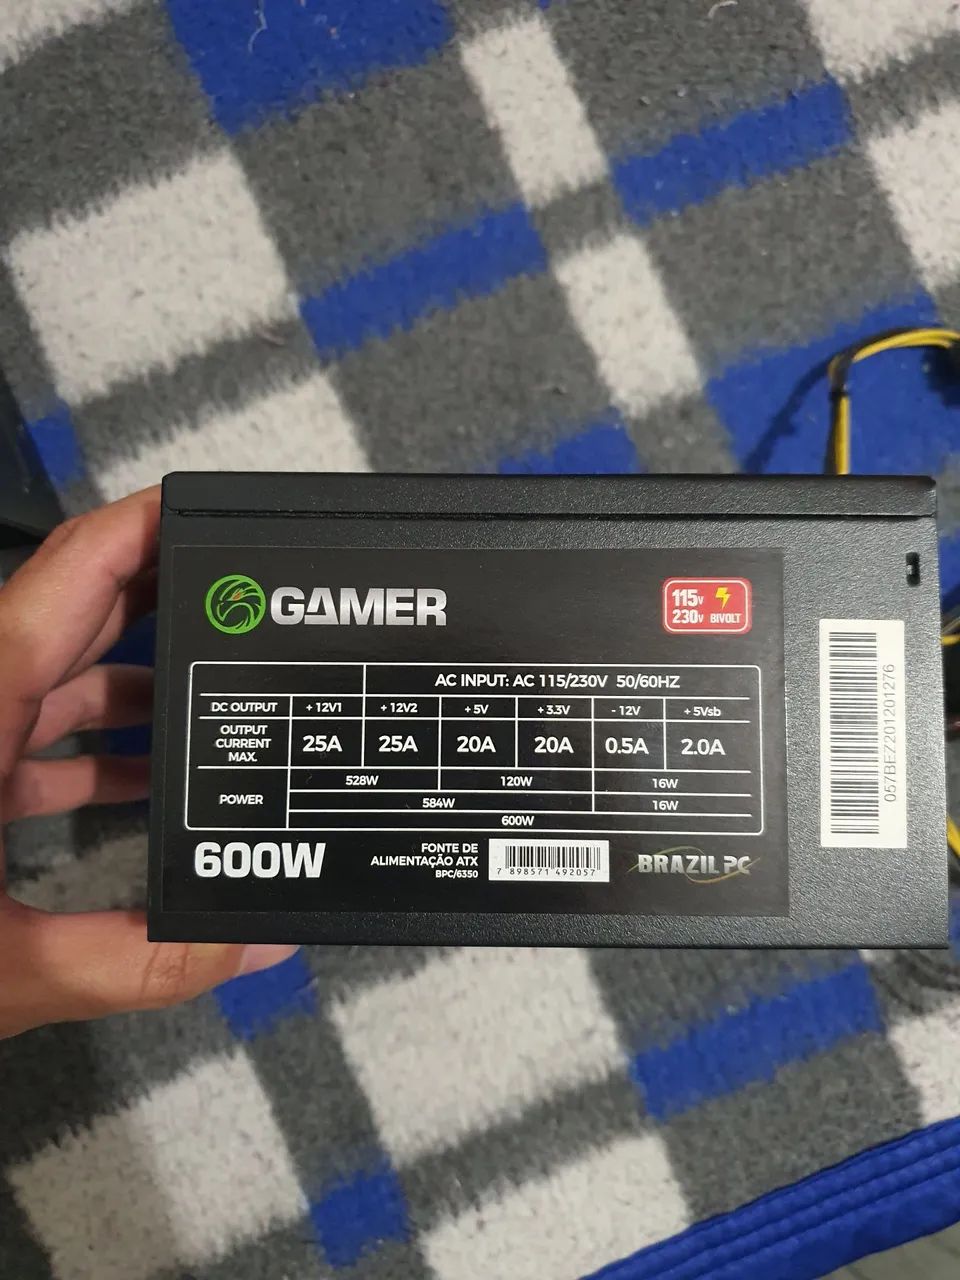 GAMER
115V
230V BIVOLT
AC INPUT: AC 115/230V 50/60HZ
DC OUTPUT +12V1 +12V2 +5V +3.3V -12V +5Vsb
OUTPUT CURRENT MAX. 25A 25A 20A 20A 0.5A 2.0A
POWER 528W 120W 16W
584W 16W
600W
600W
FONTE DE
ALIMENTAÇÃO ATX
BPC/6350
7 898571 492057
BRAZIL PC
057BEZ201201276